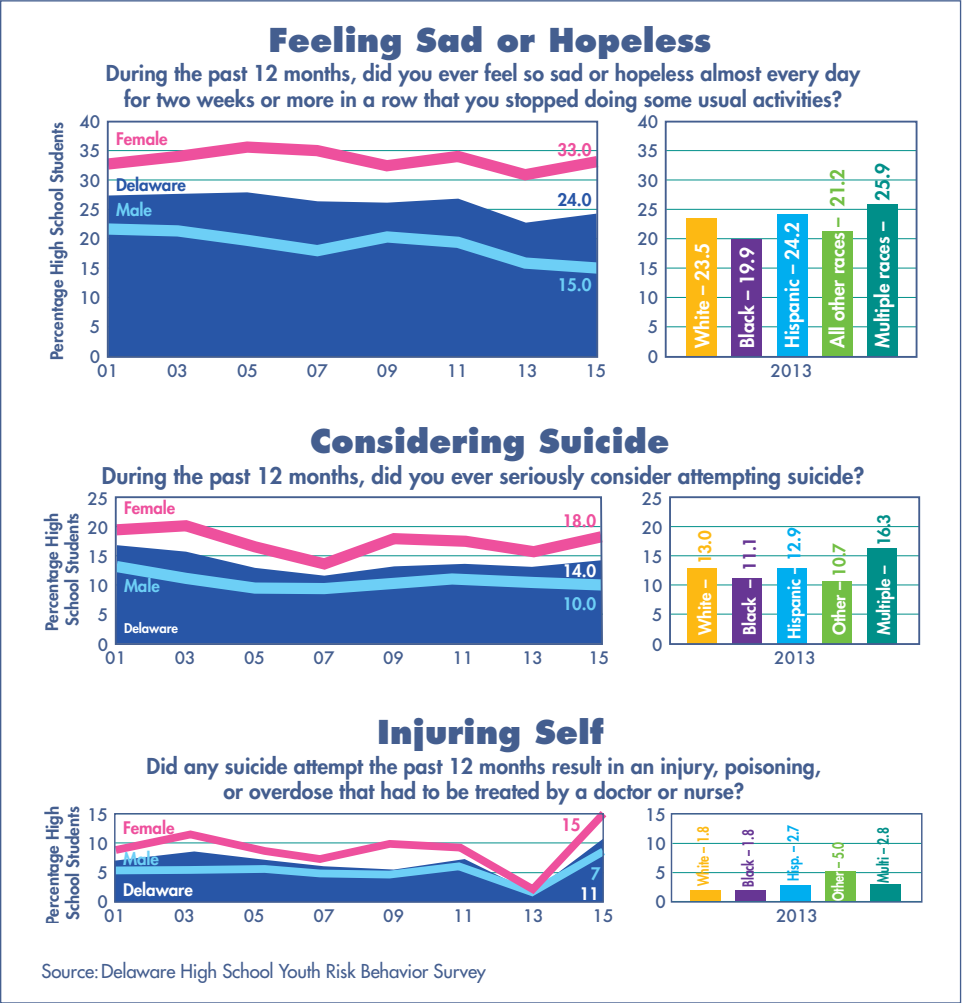 Feeling Sad or Hopeless
During the past 12 months, did you ever feel so sad or hopeless almost every day
for two weeks or more in a row that you stopped doing some usual activities?
Percentage High School Students
40
35
30
25
20
15
10
5
0
Female
Delaware
Male
33.0
24.0
15.0
01 03 05 07 09 11 13 15
40
35
30
25
20
15
10
5
0
White – 23.5
Black – 19.9
Hispanic – 24.2
All other races – 21.2
Multiple races – 25.9
2013
Considering Suicide
During the past 12 months, did you ever seriously consider attempting suicide?
Percentage High
School Students
25
20
15
10
5
0
Female
Male
Delaware
18.0
14.0
10.0
01 03 05 07 09 11 13 15
25
20
15
10
5
0
White – 13.0
Black – 11.1
Hispanic – 12.9
Other – 10.7
Multiple – 16.3
2013
Injuring Self
Did any suicide attempt the past 12 months result in an injury, poisoning,
or overdose that had to be treated by a doctor or nurse?
Percentage High
School Students
15
10
5
0
Female
Male
Delaware
15
7
11
01 03 05 07 09 11 13 15
15
10
5
0
White – 1.8
Black – 1.8
Hisp. – 2.7
Other – 5.0
Multi – 2.8
2013
Source: Delaware High School Youth Risk Behavior Survey